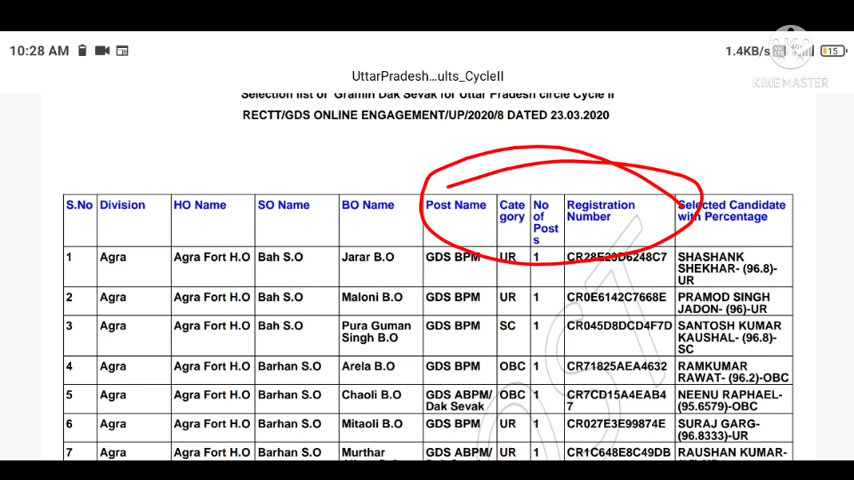 10:28 AM
1.4KB/s
4G+
15
KINEMASTER
UttarPradesh...ults_CycleII
Selection list of Gramin Dak Sevak for Uttar Pradesh circle Cycle II
RECTT/GDS ONLINE ENGAGEMENT/UP/2020/8 DATED 23.03.2020
S.No Division HO Name SO Name BO Name Post Name Cate No Registration Selected Candidate
gory of Number with Percentage
Post
s
1 Agra Agra Fort H.O Bah S.O Jarar B.O GDS BPM UR 1 CR28E23D6248C7 SHASHANK
SHEKHAR- (96.8)-
UR
2 Agra Agra Fort H.O Bah S.O Maloni B.O GDS BPM UR 1 CR0E6142C7668E PRAMOD SINGH
JADON- (96)-UR
3 Agra Agra Fort H.O Bah S.O Pura Guman GDS BPM SC 1 CR045D8DCD4F7D SANTOSH KUMAR
Singh B.O KAUSHAL- (96.8)-
SC
4 Agra Agra Fort H.O Barhan S.O Arela B.O GDS BPM OBC 1 CR71825AEA4632 RAMKUMAR
RAWAT- (96.2)-OBC
5 Agra Agra Fort H.O Barhan S.O Chaoli B.O GDS ABPM/ OBC 1 CR7CD15A4EAB4 NEENU RAPHAEL-
Dak Sevak 7 (95.6579)-OBC
6 Agra Agra Fort H.O Barhan S.O Mitaoli B.O GDS BPM UR 1 CR027E3E99874E SURAJ GARG-
(96.8333)-UR
7 Agra Agra Fort H.O Barhan S.O Murthar GDS ABPM/ UR 1 CR1C648E8C49DB RAUSHAN KUMAR-